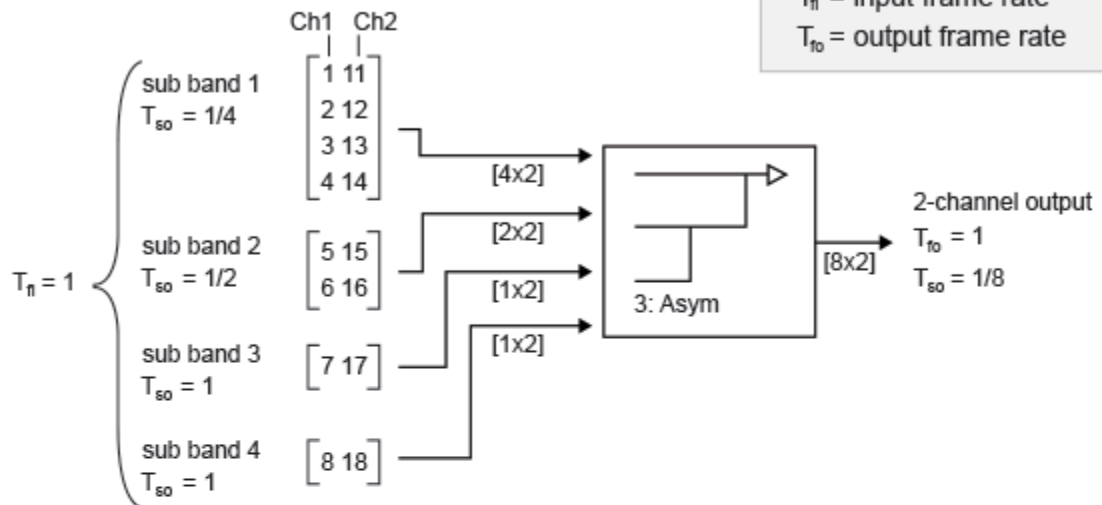 T_fi = input frame rate
T_fo = output frame rate
Ch1 Ch2
sub band 1
T_so = 1/4
1 11
2 12
3 13
4 14
[4x2]
sub band 2
T_so = 1/2
5 15
6 16
[2x2]
T_fi = 1
sub band 3
T_so = 1
7 17
[1x2]
sub band 4
T_so = 1
8 18
[1x2]
3: Asym
[8x2]
2-channel output
T_fo = 1
T_so = 1/8